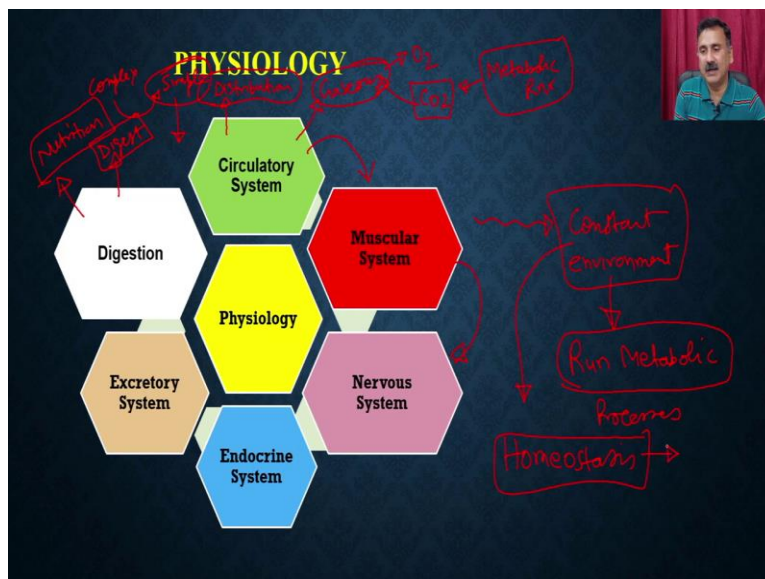 PHYSIOLOGY
Complex
Simple
Distribution
O2
CO2
Metabolic
Rxx
Nutrition
Digest
Circulatory
System
Digestion
Muscular
System
Physiology
Excretory
System
Nervous
System
Endocrine
System
Constant
environment
Run Metabolic
Processes
Homeostasis